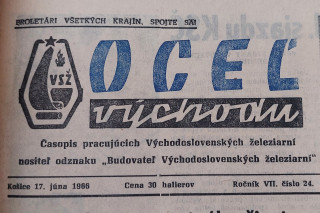 PROLETÁRI VŠETKÝCH KRAJÍN, SPOJTE SA!
VSŽ
OCEĽ
východu
Časopis pracujúcich Východoslovenských železiarní
nositeľ odznaku „Budovateľ Východoslovenských železiarní"
Košice 17. júna 1966 Cena 30 halierov Ročník VII. číslo 24.